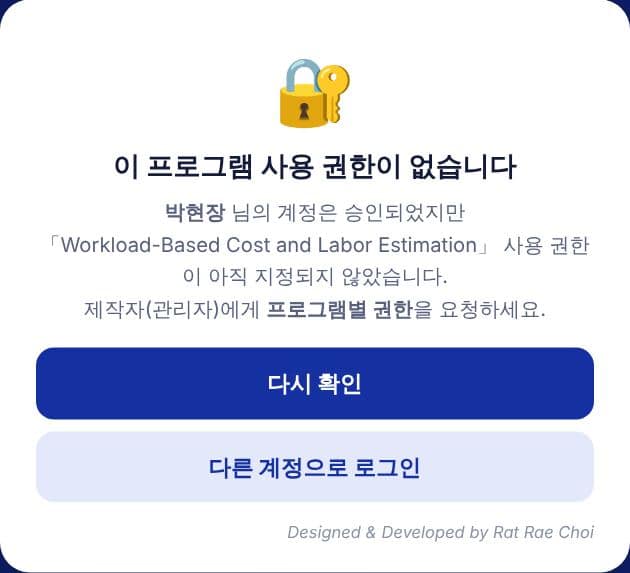 이 프로그램 사용 권한이 없습니다
박현장 님의 계정은 승인되었지만
「Workload-Based Cost and Labor Estimation」 사용 권한
이 아직 지정되지 않았습니다.
제작자(관리자)에게 프로그램별 권한을 요청하세요.
다시 확인
다른 계정으로 로그인
Designed & Developed by Rat Rae Choi